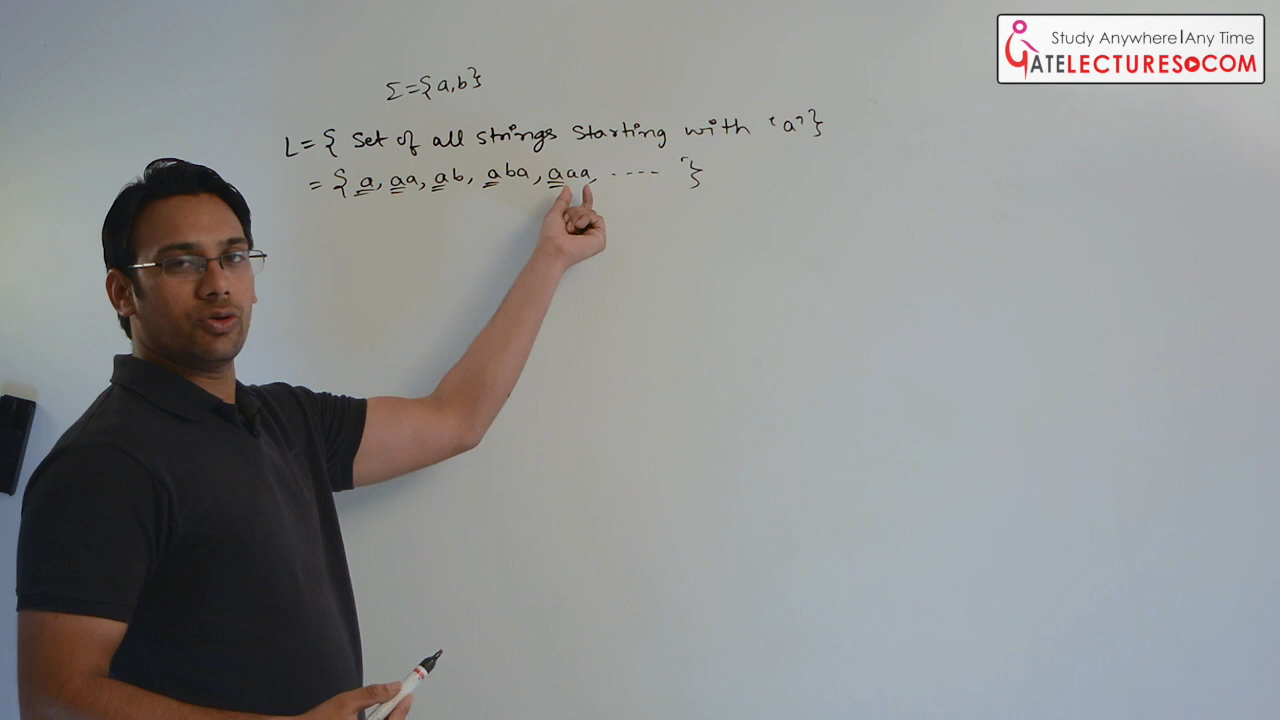 Study Anywhere | Any Time
GATELECTURES.COM
Σ={a,b}
L={ Set of all strings starting with 'a'}
= { a, aa, ab, aba, aaa, ---- }